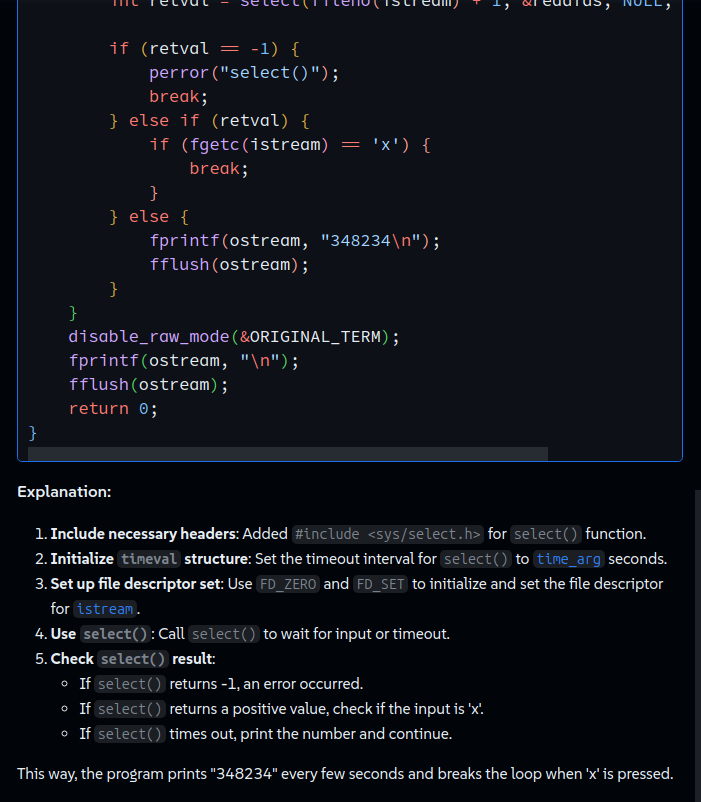 int retval = select(fileno(istream) + 1, &readfds, NULL,
if (retval == -1) {
perror("select()");
break;
} else if (retval) {
if (fgetc(istream) == 'x') {
break;
}
} else {
fprintf(ostream, "348234\n");
fflush(ostream);
}
}
disable_raw_mode(&ORIGINAL_TERM);
fprintf(ostream, "\n");
fflush(ostream);
return 0;
}
Explanation:
1. Include necessary headers: Added #include <sys/select.h> for select() function.
2. Initialize timeval structure: Set the timeout interval for select() to time_arg seconds.
3. Set up file descriptor set: Use FD_ZERO and FD_SET to initialize and set the file descriptor
for istream.
4. Use select(): Call select() to wait for input or timeout.
5. Check select() result:
○ If select() returns -1, an error occurred.
○ If select() returns a positive value, check if the input is 'x'.
○ If select() times out, print the number and continue.
This way, the program prints "348234" every few seconds and breaks the loop when 'x' is pressed.